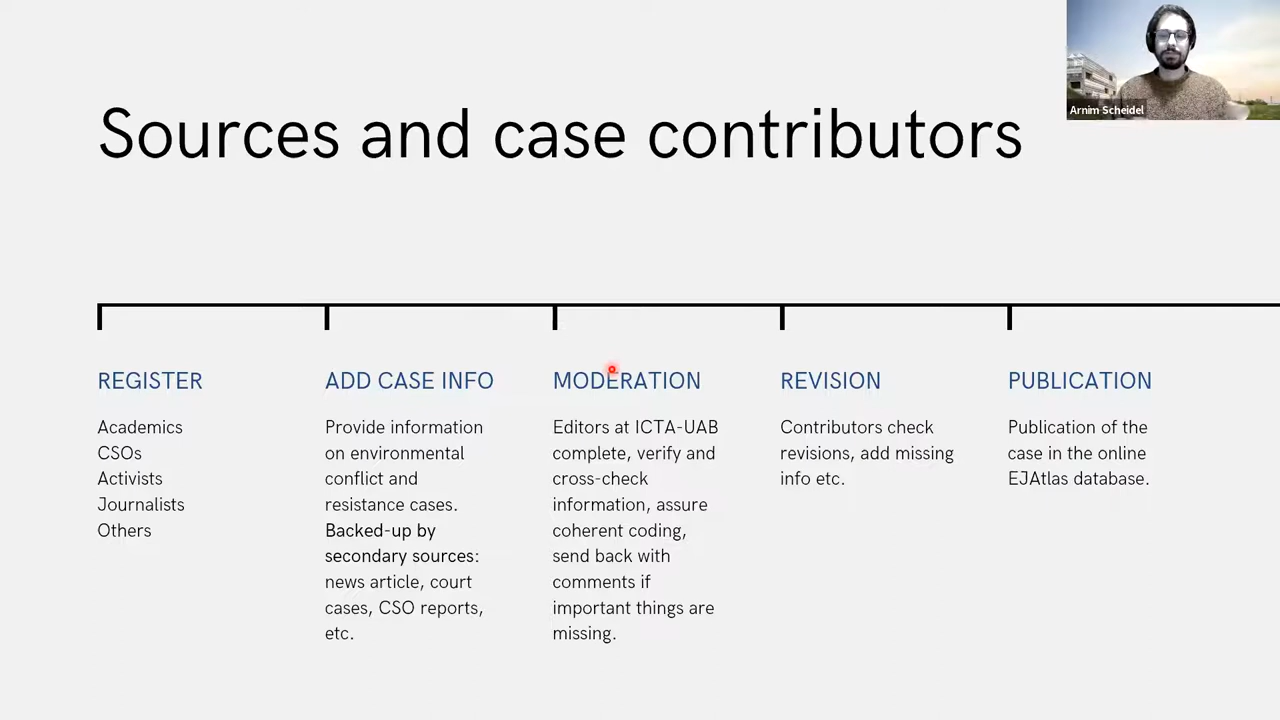 Arnim Scheidel
Sources and case contributors
REGISTER
Academics
CSOs
Activists
Journalists
Others
ADD CASE INFO
Provide information
on environmental
conflict and
resistance cases.
Backed-up by
secondary sources:
news article, court
cases, CSO reports,
etc.
MODERATION
Editors at ICTA-UAB
complete, verify and
cross-check
information, assure
coherent coding,
send back with
comments if
important things are
missing.
REVISION
Contributors check
revisions, add missing
info etc.
PUBLICATION
Publication of the
case in the online
EJAtlas database.